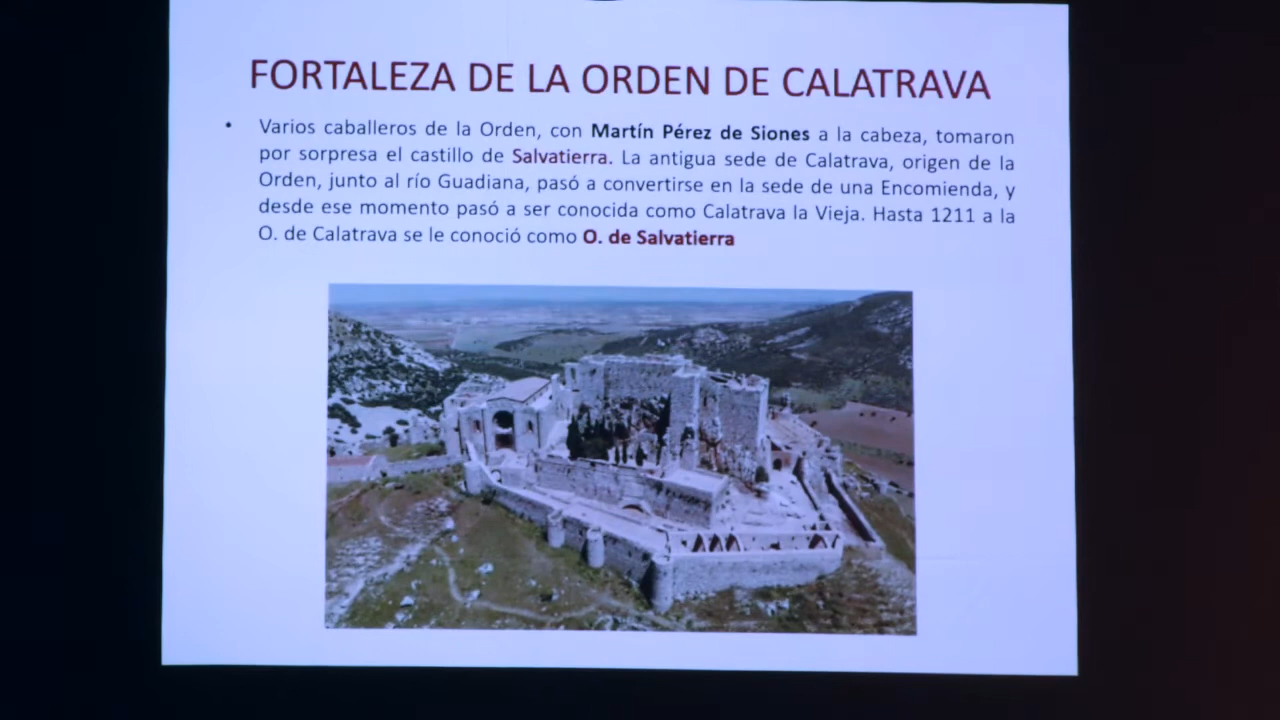 FORTALEZA DE LA ORDEN DE CALATRAVA
• Varios caballeros de la Orden, con Martín Pérez de Siones a la cabeza, tomaron
por sorpresa el castillo de Salvatierra. La antigua sede de Calatrava, origen de la
Orden, junto al río Guadiana, pasó a convertirse en la sede de una Encomienda, y
desde ese momento pasó a ser conocida como Calatrava la Vieja. Hasta 1211 a la
O. de Calatrava se le conoció como O. de Salvatierra